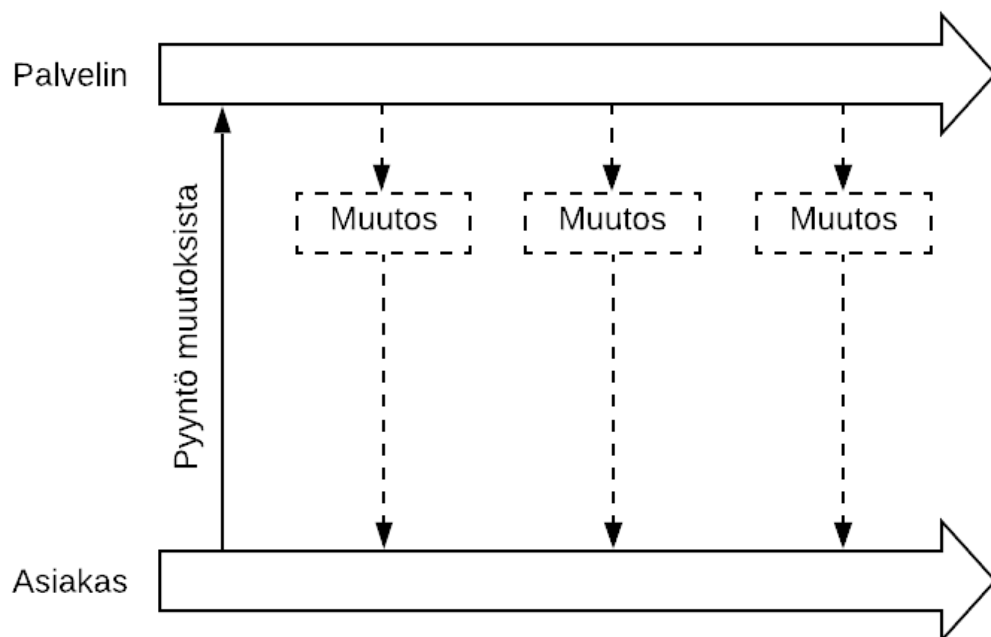 Palvelin
Pyyntö muutoksista
Muutos
Muutos
Muutos
Asiakas